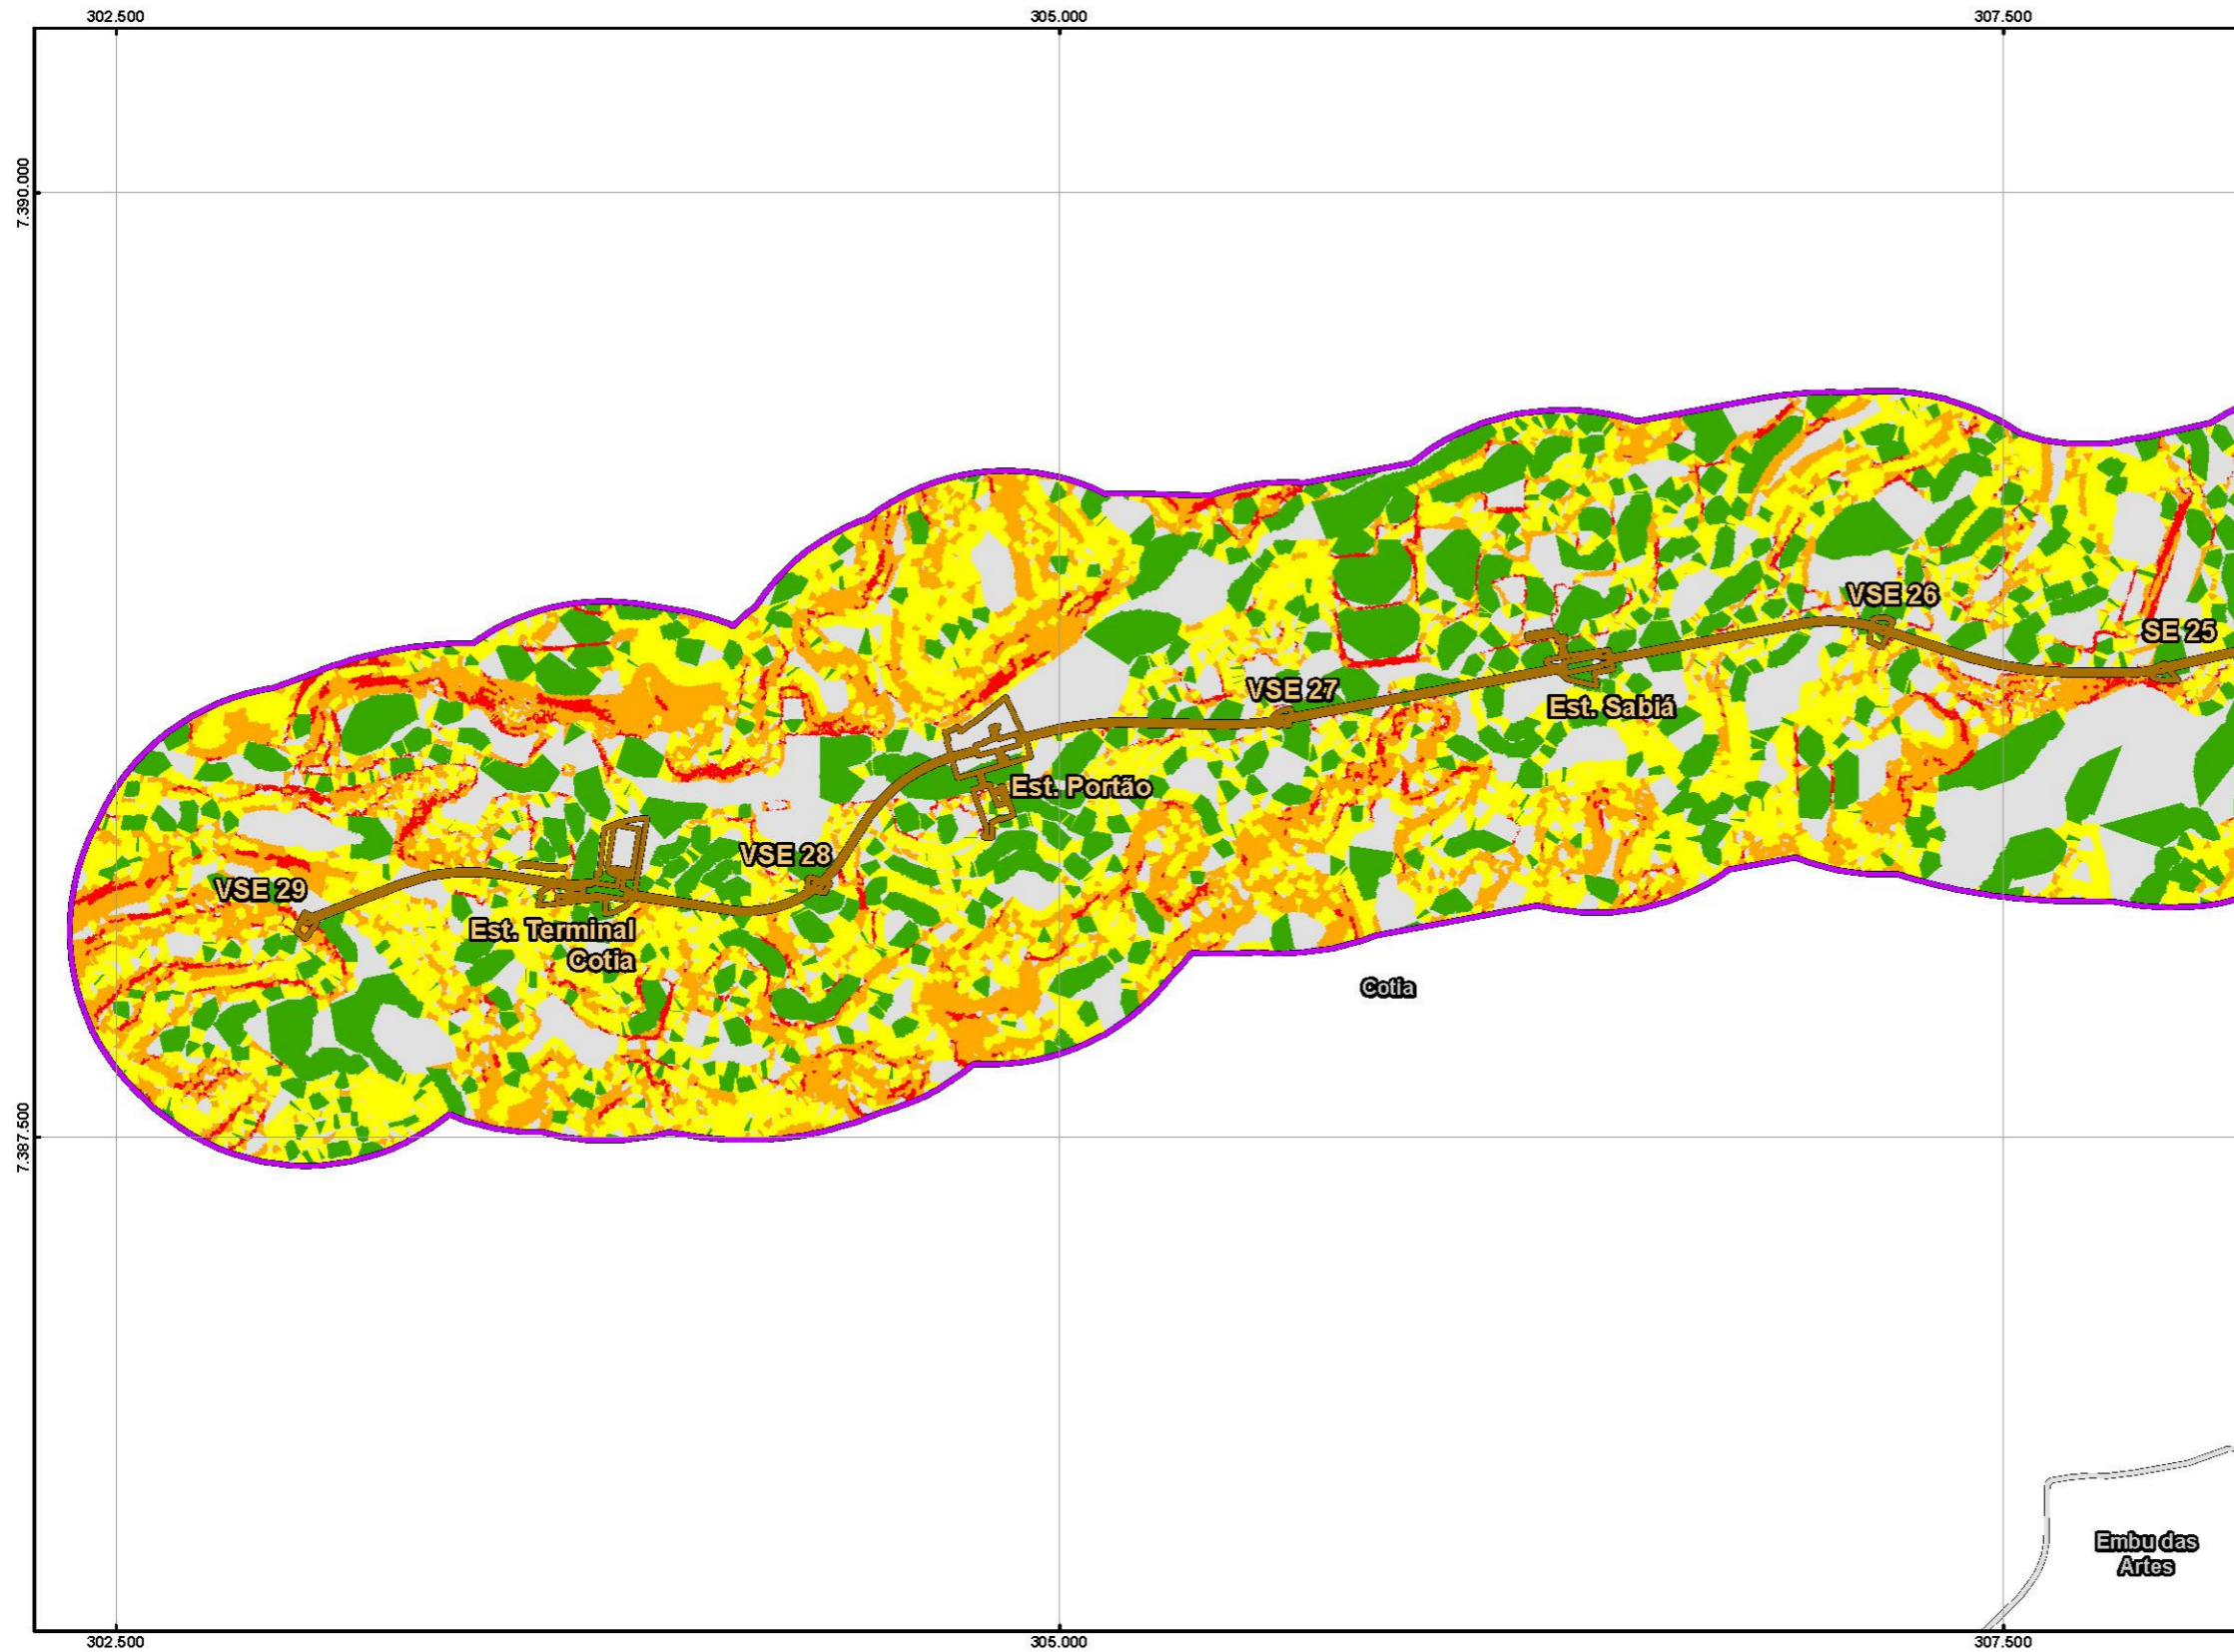 302.500
305.000
307.500
7.390.000
VSE 26
SE 25
VSE 27
Est. Sabiá
Est. Portão
VSE 28
VSE 29
Est. Terminal
Cotia
Cotia
7.387.500
Embu das
Artes
302.500
305.000
307.500